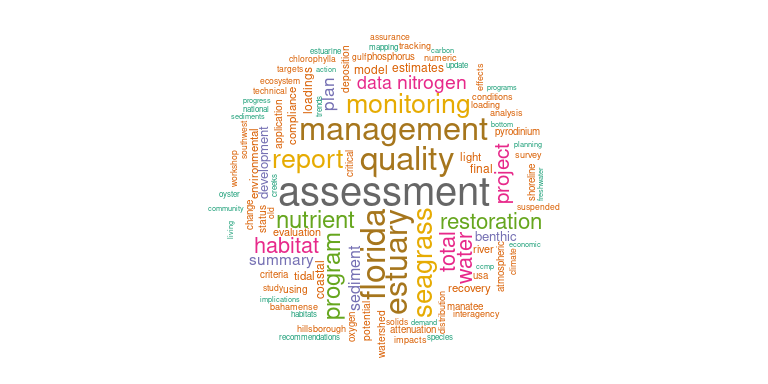 assurance
mapping tracking
estuarine
carbon
chlorophylla
gulf phosphorus
numeric
targets
action
model
estimates
update
deposition
effects
ecosystem
technical
loadings
plan
data nitrogen
programs
conditions
progress
national
trends
monitoring
loading
sediments
application
compliance
analysis
management
bottom
pyrodinium
southwest
environmental
development
report
critical
quality
light
final
project
planning
survey
workshop
creeks
assessment
shoreline
freshwater
oyster
community
change
status
old
nutrient
florida
estuary
seagrass
restoration
suspended
living
evaluation
habitat
program
total
water
benthic
river
economic
summary
sediment
atmospheric
climate
criteria
tidal
coastal
ccmp
usa
study using
recovery
implications
bahamense
habitats
oxygen
potential
watershed
solids
demand
distribution
manatee
interagency
hillsborough
attenuation
recommendations
impacts
species